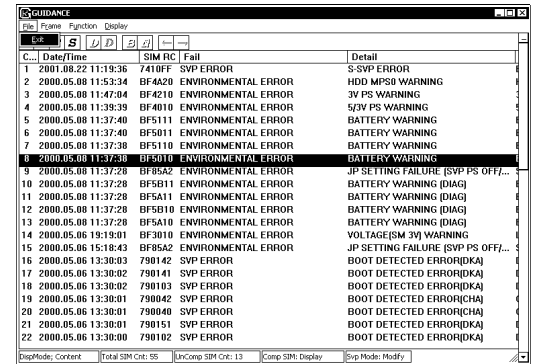 GUIDANCE
File Frame Function Display
Exit S
C... Date/Time SIM RC Fail Detail
1 2001.08.22 11:19:36 7410FF SVP ERROR S-SVP ERROR
2 2000.05.08 11:53:34 BF4A20 ENVIRONMENTAL ERROR HDD MPS0 WARNING
3 2000.05.08 11:47:04 BF4210 ENVIRONMENTAL ERROR 3V PS WARNING
4 2000.05.08 11:39:39 BF4010 ENVIRONMENTAL ERROR 5/3V PS WARNING
5 2000.05.08 11:37:40 BF5111 ENVIRONMENTAL ERROR BATTERY WARNING
6 2000.05.08 11:37:40 BF5011 ENVIRONMENTAL ERROR BATTERY WARNING
7 2000.05.08 11:37:38 BF5110 ENVIRONMENTAL ERROR BATTERY WARNING
8 2000.05.08 11:37:38 BF5010 ENVIRONMENTAL ERROR BATTERY WARNING
9 2000.05.08 11:37:28 BF85A2 ENVIRONMENTAL ERROR JP SETTING FAILURE (SVP PS OFF/...
10 2000.05.08 11:37:28 BF5B11 ENVIRONMENTAL ERROR BATTERY WARNING (DIAG)
11 2000.05.08 11:37:28 BF5A11 ENVIRONMENTAL ERROR BATTERY WARNING (DIAG)
12 2000.05.08 11:37:28 BF5B10 ENVIRONMENTAL ERROR BATTERY WARNING (DIAG)
13 2000.05.08 11:37:28 BF5A10 ENVIRONMENTAL ERROR BATTERY WARNING (DIAG)
14 2000.05.06 19:19:01 BF3010 ENVIRONMENTAL ERROR VOLTAGE(SM 3V) WARNING
15 2000.05.06 15:18:43 BF85A2 ENVIRONMENTAL ERROR JP SETTING FAILURE (SVP PS OFF/...
16 2000.05.06 13:30:03 790142 SVP ERROR BOOT DETECTED ERROR(DKA)
17 2000.05.06 13:30:02 790141 SVP ERROR BOOT DETECTED ERROR(DKA)
18 2000.05.06 13:30:02 790103 SVP ERROR BOOT DETECTED ERROR(DKA)
19 2000.05.06 13:30:01 790042 SVP ERROR BOOT DETECTED ERROR(CHA)
20 2000.05.06 13:30:01 790040 SVP ERROR BOOT DETECTED ERROR(CHA)
21 2000.05.06 13:30:01 790151 SVP ERROR BOOT DETECTED ERROR(DKA)
22 2000.05.06 13:30:00 790102 SVP ERROR BOOT DETECTED ERROR(DKA)
DispMode; Content Total SIM Cnt: 55 UnComp SIM Cnt: 13 Comp SIM: Display Svp Mode: Modify